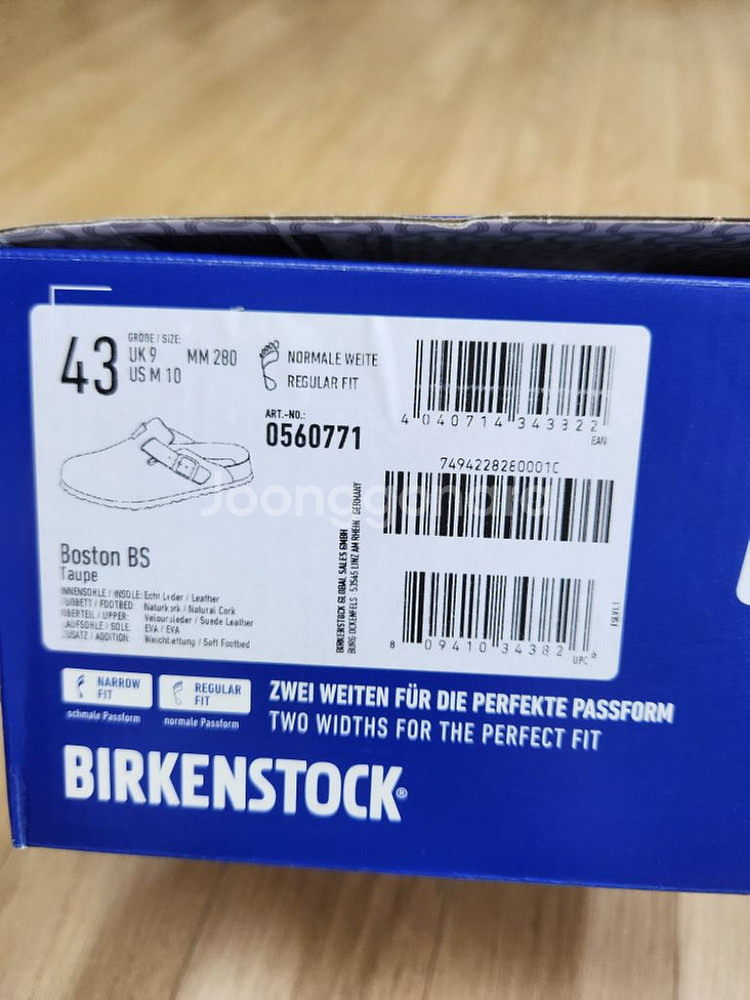 43
GRÖßE / SIZE:
UK 9 MM 280
US M 10
NORMALE WEITE
REGULAR FIT
ART.-NO.:
0560771
4 040714 343822
EAN
7494228280001C
Boston BS
Taupe
INNENSOHLE / INSOLE: Echt Leder / Leather
FUßBETT / FOOTBED: Naturkork / Natural Cork
OBERTEIL / UPPER: Veloursleder / Suede Leather
LAUFSOHLE / SOLE: EVA / EVA
ZUSATZ / ADDITION: Weichbettung / Soft Footbed
BIRKENSTOCK GLOBAL SALES GMBH
BURG OCKENFELS 53545 LINZ AM RHEIN GERMANY
8 09410 34382 6
UPC
Joonggonara
NARROW
FIT
schmale Passform
REGULAR
FIT
normale Passform
ZWEI WEITEN FÜR DIE PERFEKTE PASSFORM
TWO WIDTHS FOR THE PERFECT FIT
BIRKENSTOCK®